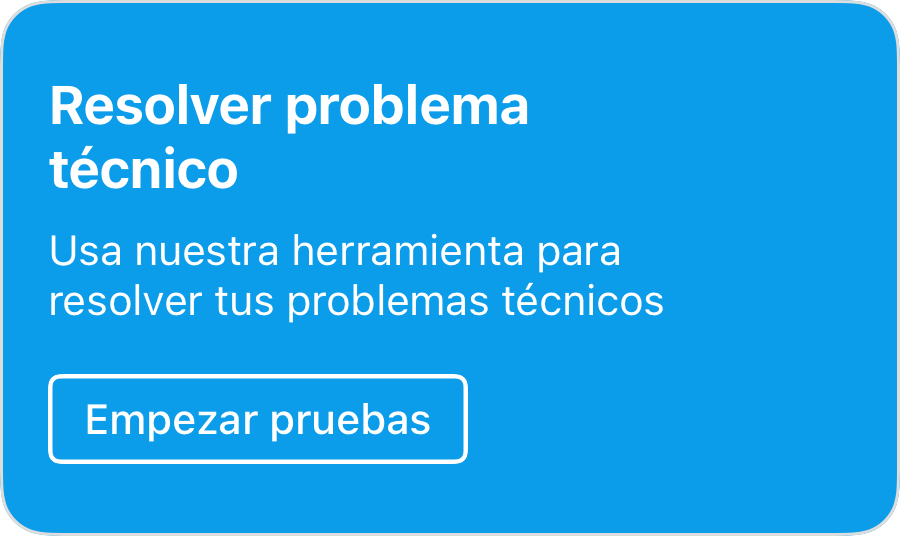 Resolver problema
técnico
Usa nuestra herramienta para
resolver tus problemas técnicos
Empezar pruebas